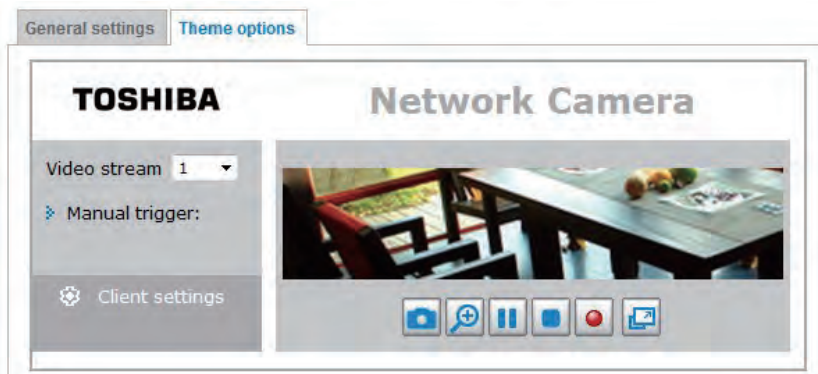 General settings Theme options
TOSHIBA Network Camera
Video stream 1
Manual trigger:
Client settings